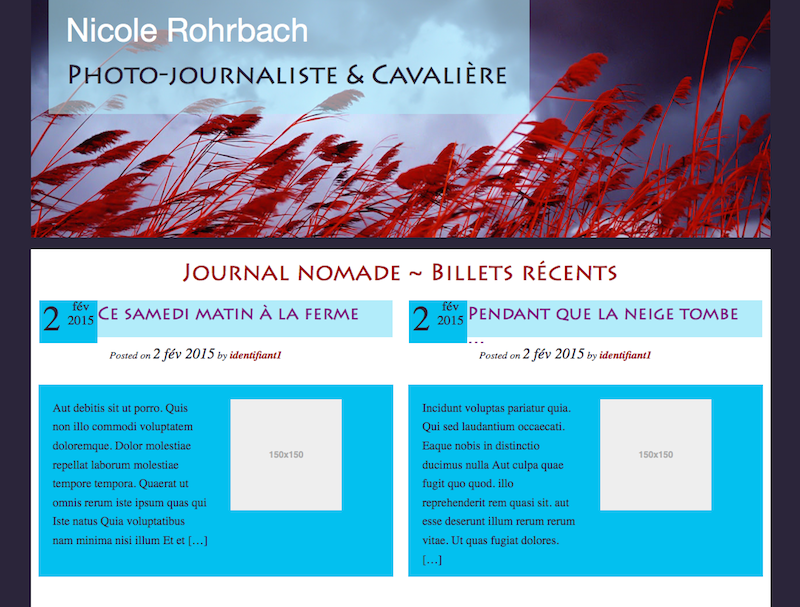 Nicole Rohrbach
Photo-journaliste & Cavalière
Journal nomade ~ Billets récents
2 fév 2015
Ce samedi matin à la ferme
Posted on 2 fév 2015 by identifiant1
Aut debitis sit ut porro. Quis
non illo commodi voluptatem
doloremque. Dolor molestiae
repellat laborum molestiae
tempore tempora. Quaerat ut
omnis rerum iste ipsum quas qui
Iste natus Quia voluptatibus
nam minima nisi illum Et et […]
150x150
2 fév 2015
Pendant que la neige tombe
…
Posted on 2 fév 2015 by identifiant1
Incidunt voluptas pariatur quia.
Qui sed laudantium occaecati.
Eaque nobis in distinctio
ducimus nulla Aut culpa quae
fugit quo quod. illo
reprehenderit rem quasi sit. aut
esse deserunt illum rerum rerum
vitae. Ut quas fugiat dolores.
[…]
150x150